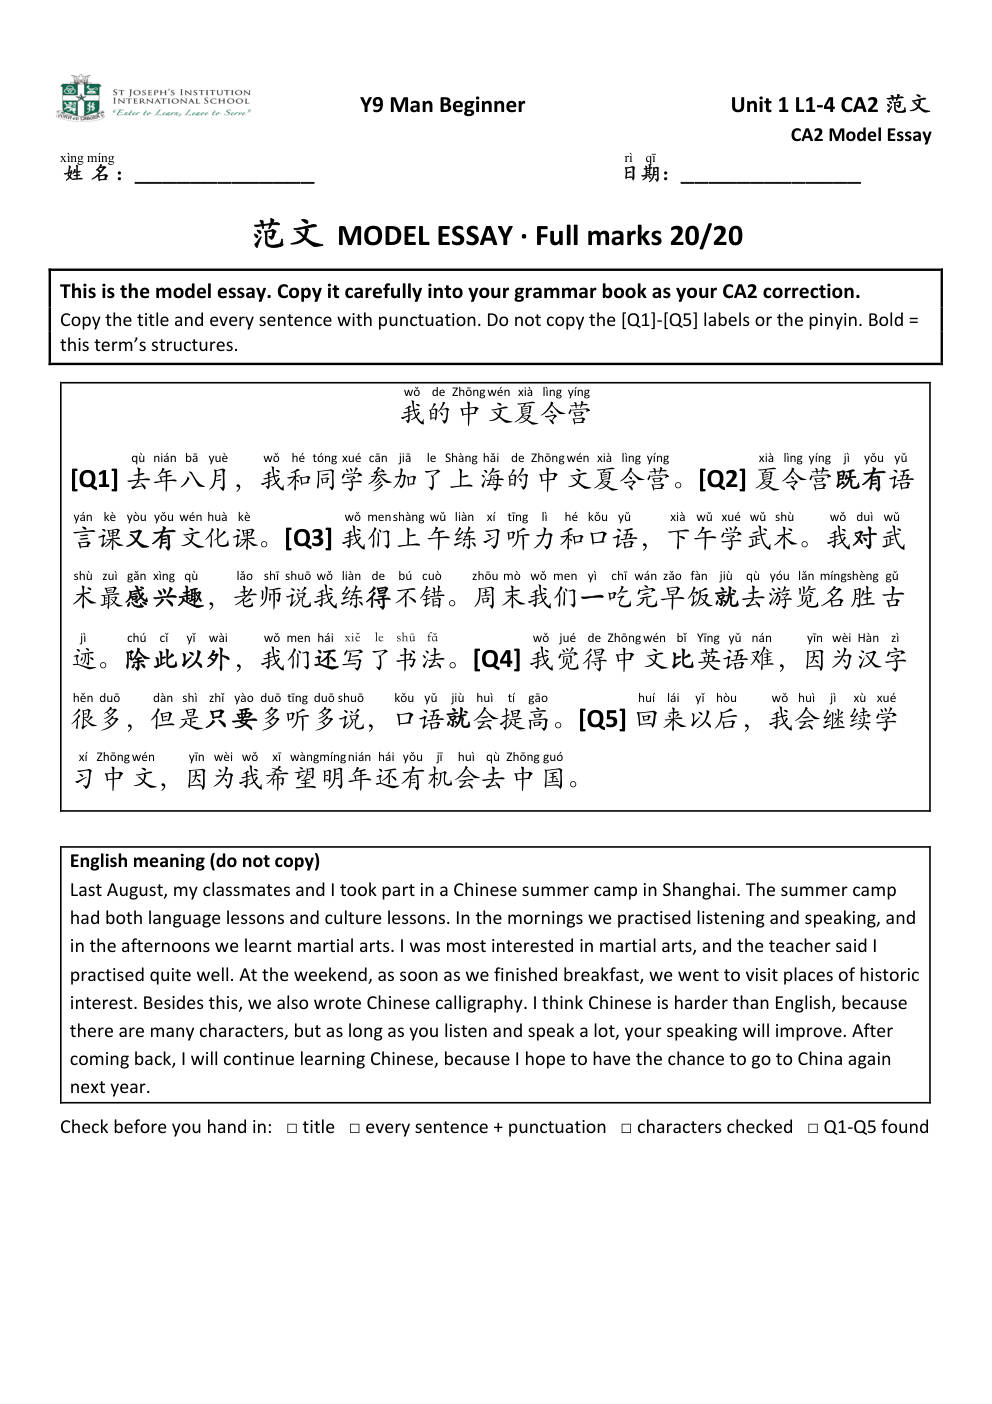 ST JOSEPH'S INSTITUTION
INTERNATIONAL SCHOOL
"Enter to Learn, Leave to Serve"
Y9 Man Beginner
Unit 1 L1-4 CA2 范文
CA2 Model Essay
xìng míng rì qī
姓名：__________________ 日期：__________________
范文 MODEL ESSAY · Full marks 20/20
This is the model essay. Copy it carefully into your grammar book as your CA2 correction.
Copy the title and every sentence with punctuation. Do not copy the [Q1]-[Q5] labels or the pinyin. Bold =
this term’s structures.
wǒ de Zhōng wén xià lìng yíng
我的中文夏令营
qù nián bā yuè wǒ hé tóng xué cān jiā le Shàng hǎi de Zhōng wén xià lìng yíng xià lìng yíng jì yǒu yǔ
[Q1] 去年八月，我和同学参加了上海的中文夏令营。[Q2] 夏令营既有语
yán kè yòu yǒu wén huà kè wǒ men shàng wǔ liàn xí tīng lì hé kǒu yǔ xià wǔ xué wǔ shù wǒ duì wǔ
言课又有文化课。[Q3] 我们上午练习听力和口语，下午学武术。我对武
shù zuì gǎn xìng qù lǎo shī shuō wǒ liàn de bú cuò zhōu mò wǒ men yì chī wán zǎo fàn jiù qù yóu lǎn míng shèng gǔ
术最感兴趣，老师说我练得不错。周末我们一吃完早饭就去游览名胜古
jì chú cǐ yǐ wài wǒ men hái xiě le shū fǎ wǒ jué de Zhōng wén bǐ Yīng yǔ nán yīn wèi Hàn zì
迹。除此以外，我们还写了书法。[Q4] 我觉得中文比英语难，因为汉字
hěn duō dàn shì zhǐ yào duō tīng duō shuō kǒu yǔ jiù huì tí gāo huí lái yǐ hòu wǒ huì jì xù xué
很多，但是只要多听多说，口语就会提高。[Q5] 回来以后，我会继续学
xí Zhōng wén yīn wèi wǒ xī wàng míng nián hái yǒu jī huì qù Zhōng guó
习中文，因为我希望明年还有机会去中国。
English meaning (do not copy)
Last August, my classmates and I took part in a Chinese summer camp in Shanghai. The summer camp
had both language lessons and culture lessons. In the mornings we practised listening and speaking, and
in the afternoons we learnt martial arts. I was most interested in martial arts, and the teacher said I
practised quite well. At the weekend, as soon as we finished breakfast, we went to visit places of historic
interest. Besides this, we also wrote Chinese calligraphy. I think Chinese is harder than English, because
there are many characters, but as long as you listen and speak a lot, your speaking will improve. After
coming back, I will continue learning Chinese, because I hope to have the chance to go to China again
next year.
Check before you hand in: □ title □ every sentence + punctuation □ characters checked □ Q1-Q5 found